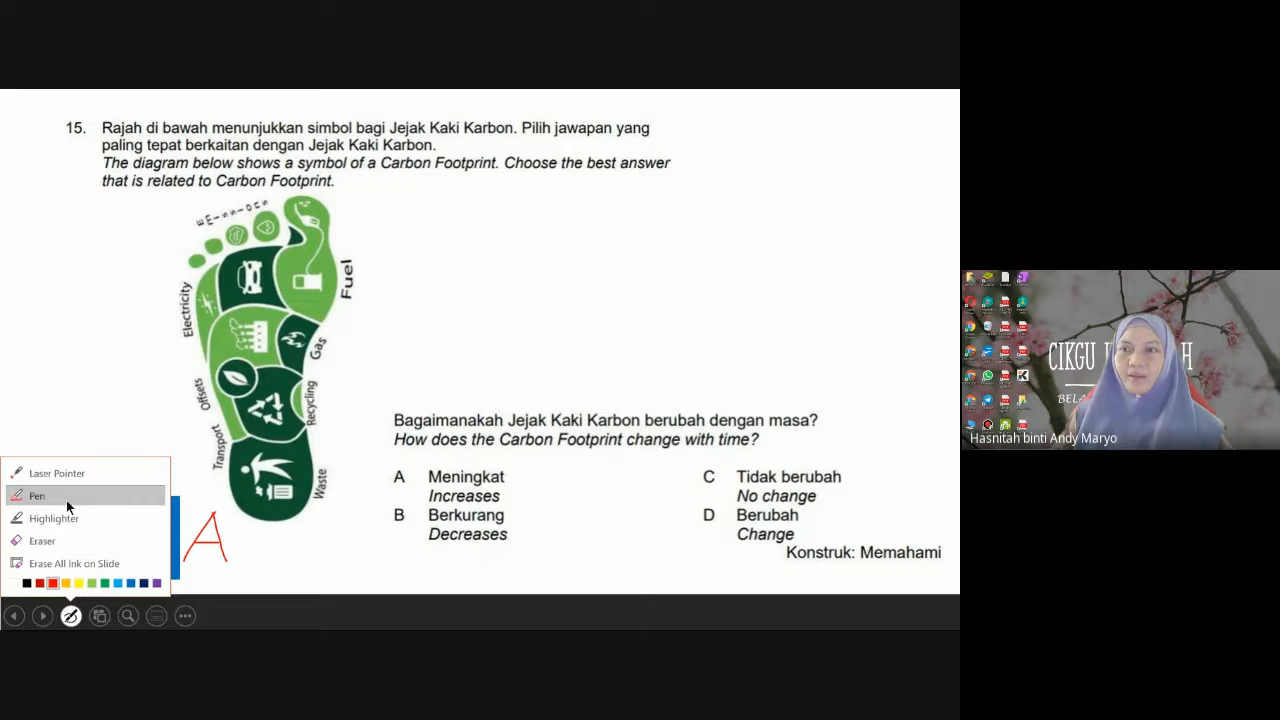 15. Rajah di bawah menunjukkan simbol bagi Jejak Kaki Karbon. Pilih jawapan yang
paling tepat berkaitan dengan Jejak Kaki Karbon.
The diagram below shows a symbol of a Carbon Footprint. Choose the best answer
that is related to Carbon Footprint.
Emissions
Fuel
Electricity
Gas
Offsets
Recycling
Transport
Waste
Bagaimanakah Jejak Kaki Karbon berubah dengan masa?
How does the Carbon Footprint change with time?
A Meningkat
Increases
B Berkurang
Decreases
C Tidak berubah
No change
D Berubah
Change
Konstruk: Memahami
A
Laser Pointer
Pen
Highlighter
Eraser
Erase All Ink on Slide
CIKGU
BELA
Hasnitah binti Andy Maryo